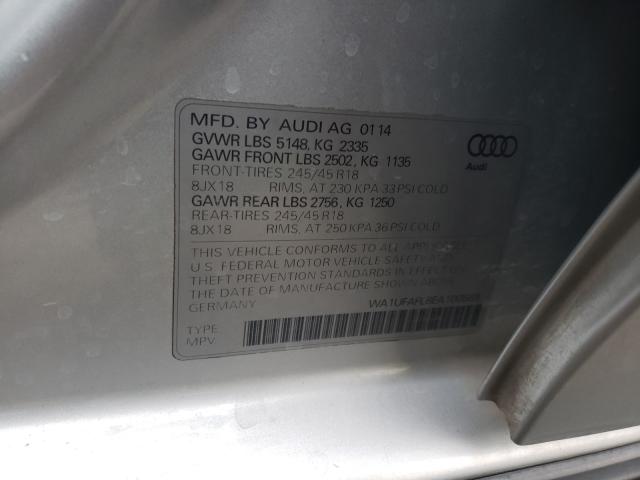 MFD. BY AUDI AG 01 14
GVWR LBS 5148, KG 2335
GAWR FRONT LBS 2502, KG 1135
FRONT-TIRES 245/45 R18
8JX18 RIMS, AT 230 KPA 33 PSI COLD
GAWR REAR LBS 2756, KG 1250
REAR-TIRES 245/45 R18
8JX18 RIMS, AT 250 KPA 36 PSI COLD
Audi
THIS VEHICLE CONFORMS TO ALL APPLICABLE
U.S. FEDERAL MOTOR VEHICLE SAFETY AND
THEFT PREVENTION STANDARDS IN EFFECT ON
THE DATE OF MANUFACTURE SHOWN ABOVE
GERMANY
TYPE:
MPV